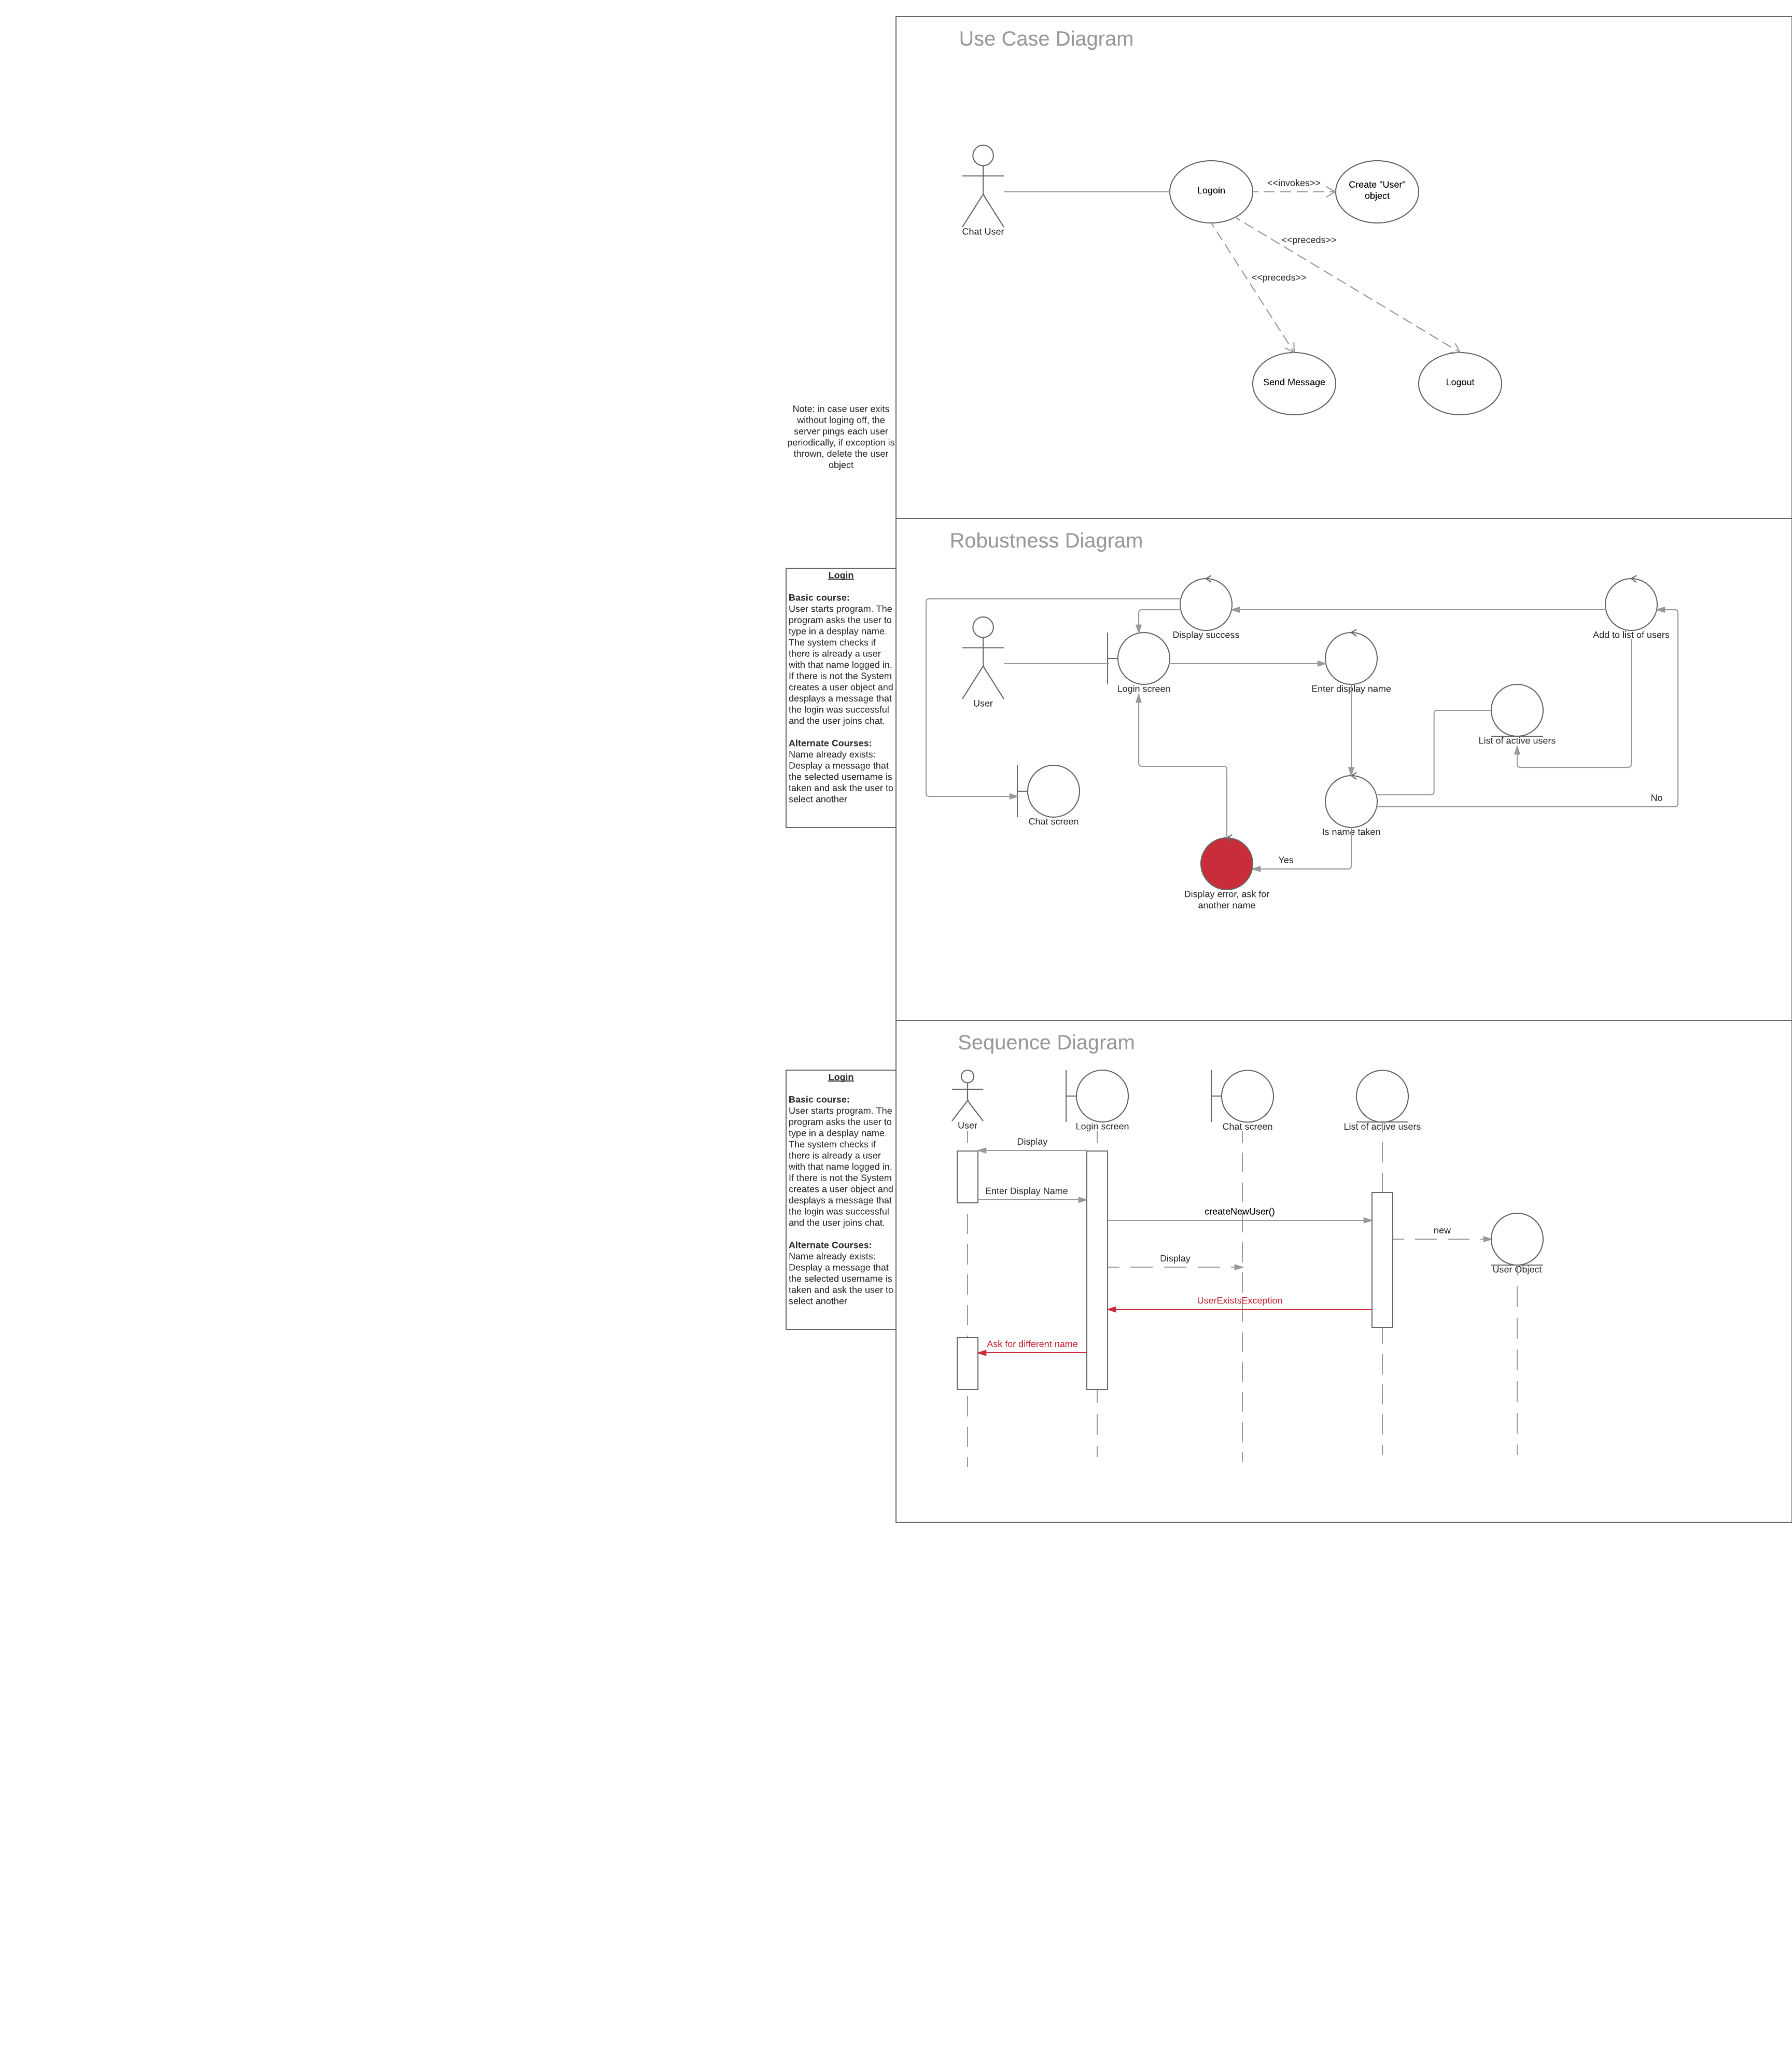 Use Case Diagram
Chat User
Logoin
<<invokes>>
Create "User"
object
<<preceds>>
<<preceds>>
Send Message
Logout
Note: in case user exits
without loging off, the
server pings each user
periodically, if exception is
thrown, delete the user
object
Robustness Diagram
Login
Basic course:
User starts program. The
program asks the user to
type in a desplay name.
The system checks if
there is already a user
with that name logged in.
If there is not the System
creates a user object and
desplays a message that
the login was successful
and the user joins chat.
Alternate Courses:
Name already exists:
Desplay a message that
the selected username is
taken and ask the user to
select another
Display success
Add to list of users
User
Login screen
Enter display name
List of active users
Chat screen
No
Is name taken
Yes
Display error, ask for
another name
Sequence Diagram
Login
Basic course:
User starts program. The
program asks the user to
type in a desplay name.
The system checks if
there is already a user
with that name logged in.
If there is not the System
creates a user object and
desplays a message that
the login was successful
and the user joins chat.
Alternate Courses:
Name already exists:
Desplay a message that
the selected username is
taken and ask the user to
select another
User
Login screen
Chat screen
List of active users
Display
Enter Display Name
createNewUser()
new
Display
User Object
UserExistsException
Ask for different name